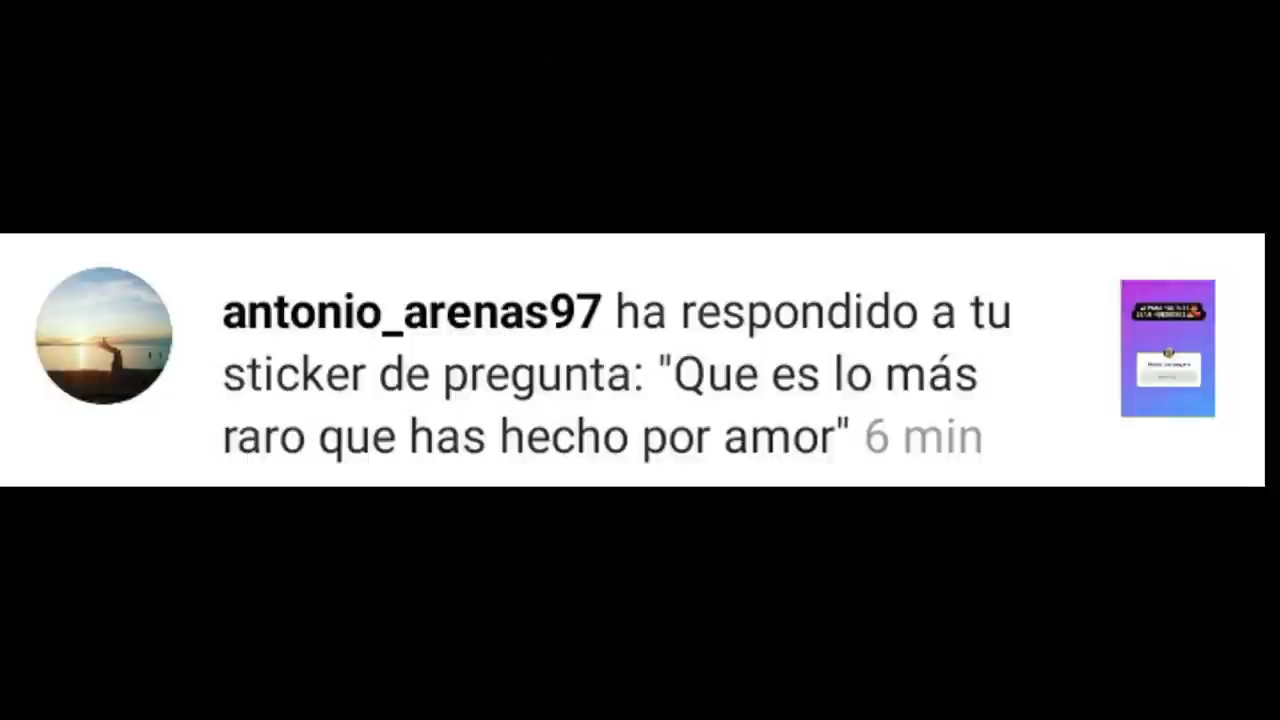 antonio_arenas97 ha respondido a tu
sticker de pregunta: "Que es lo más
raro que has hecho por amor" 6 min